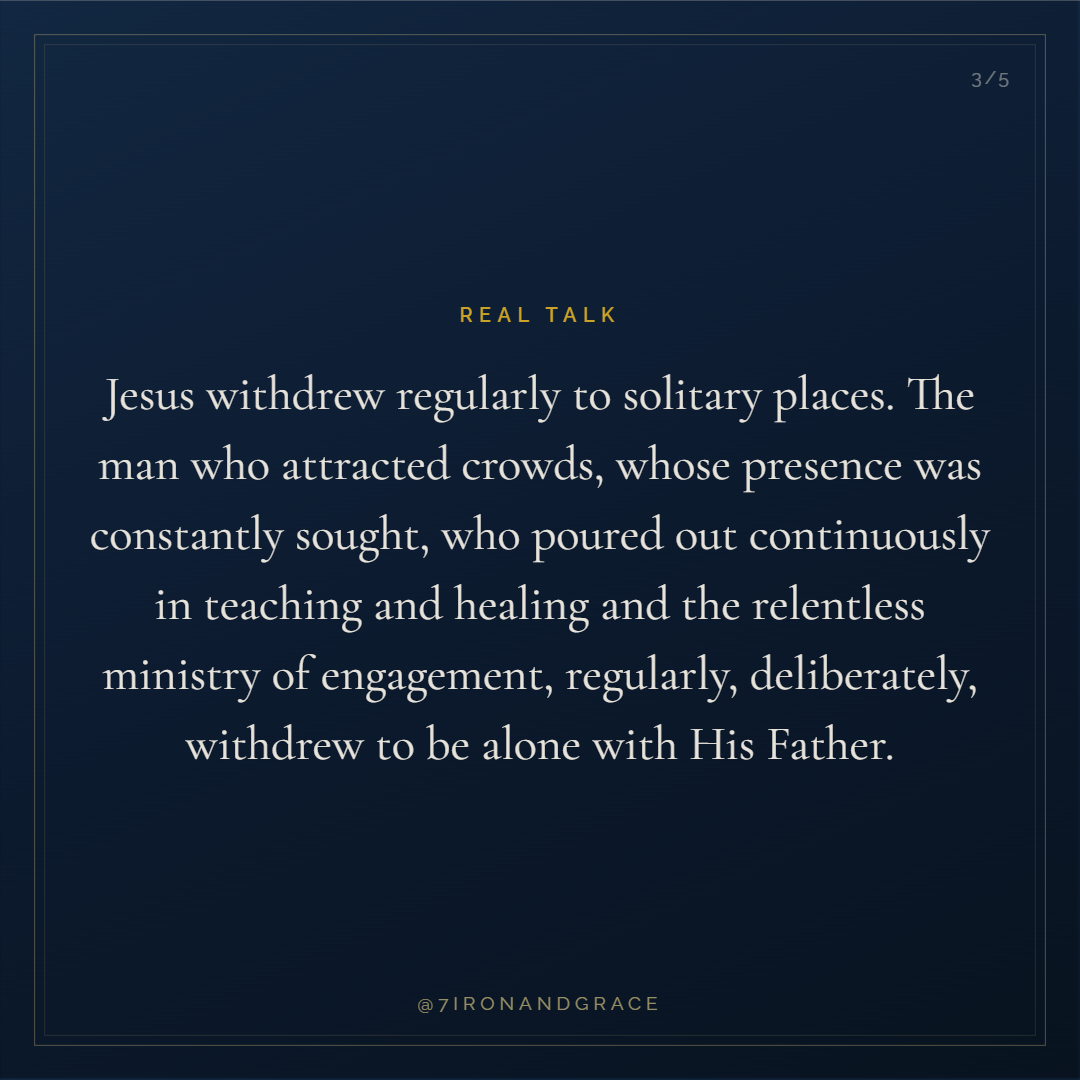 3/5
REAL TALK
Jesus withdrew regularly to solitary places. The
man who attracted crowds, whose presence was
constantly sought, who poured out continuously
in teaching and healing and the relentless
ministry of engagement, regularly, deliberately,
withdrew to be alone with His Father.
@7IRONANDGRACE